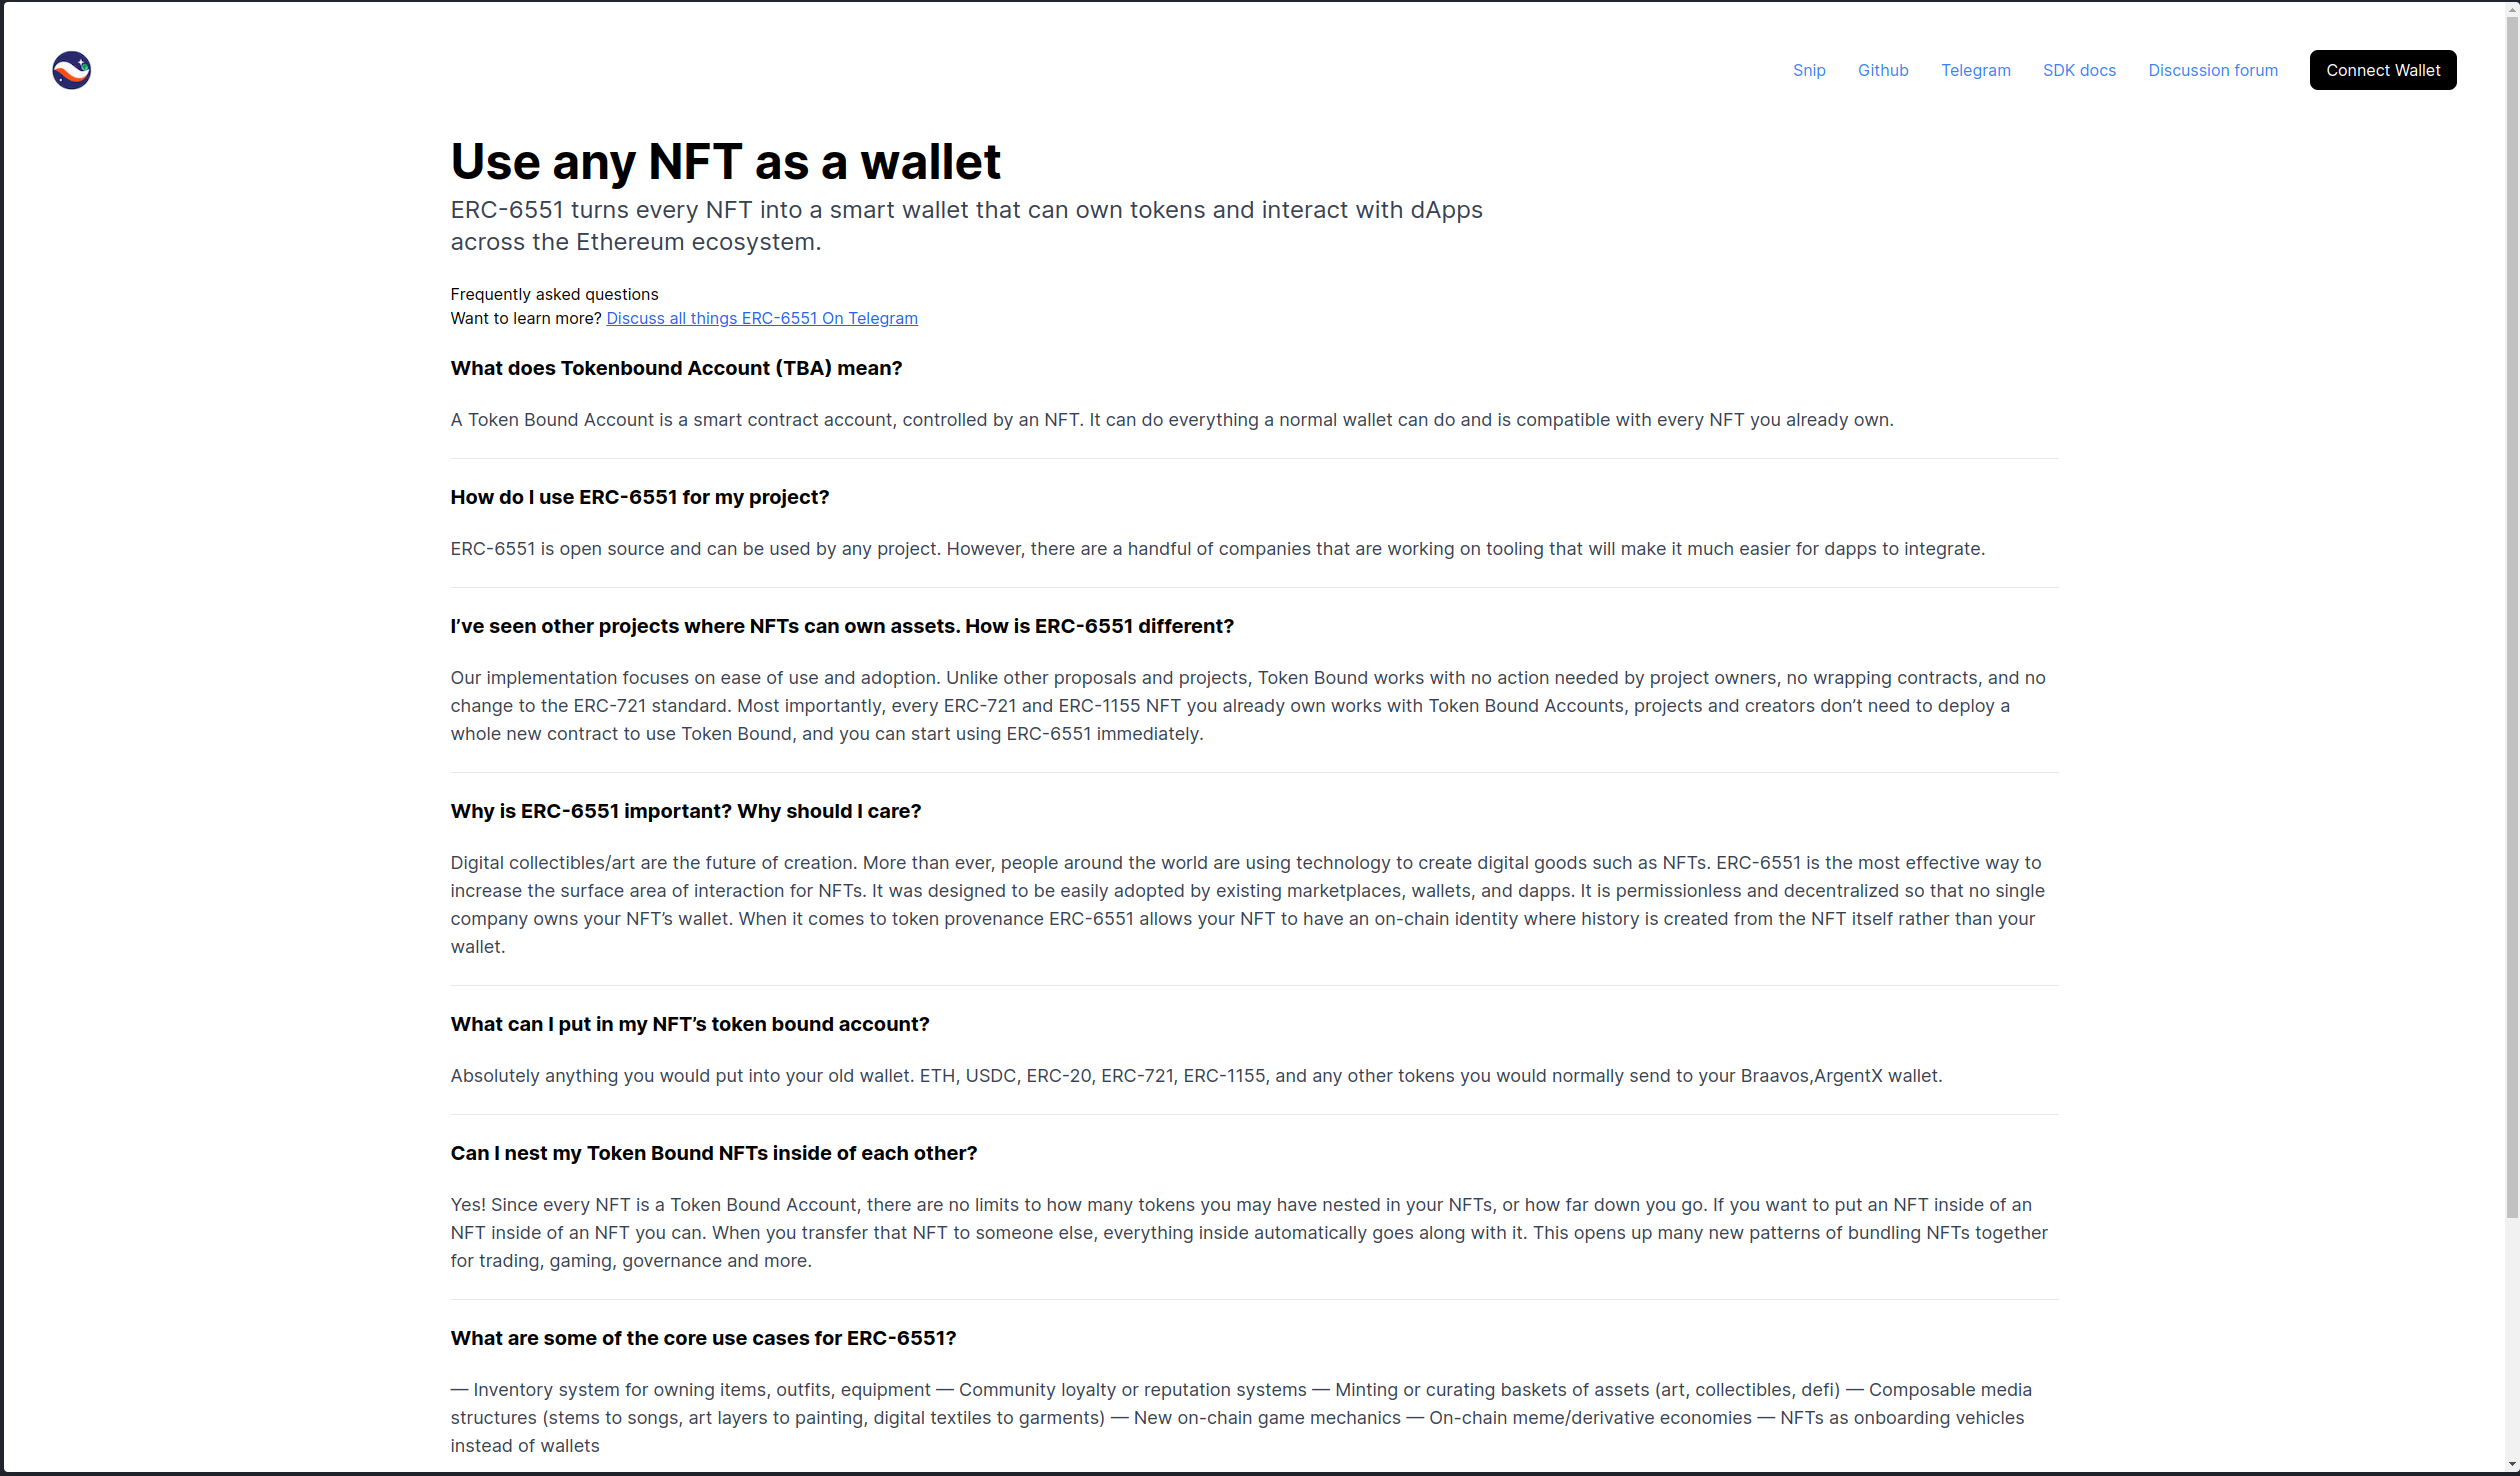 Snip Github Telegram SDK docs Discussion forum Connect Wallet
Use any NFT as a wallet
ERC-6551 turns every NFT into a smart wallet that can own tokens and interact with dApps
across the Ethereum ecosystem.
Frequently asked questions
Want to learn more? Discuss all things ERC-6551 On Telegram
What does Tokenbound Account (TBA) mean?
A Token Bound Account is a smart contract account, controlled by an NFT. It can do everything a normal wallet can do and is compatible with every NFT you already own.
How do I use ERC-6551 for my project?
ERC-6551 is open source and can be used by any project. However, there are a handful of companies that are working on tooling that will make it much easier for dapps to integrate.
I’ve seen other projects where NFTs can own assets. How is ERC-6551 different?
Our implementation focuses on ease of use and adoption. Unlike other proposals and projects, Token Bound works with no action needed by project owners, no wrapping contracts, and no
change to the ERC-721 standard. Most importantly, every ERC-721 and ERC-1155 NFT you already own works with Token Bound Accounts, projects and creators don’t need to deploy a
whole new contract to use Token Bound, and you can start using ERC-6551 immediately.
Why is ERC-6551 important? Why should I care?
Digital collectibles/art are the future of creation. More than ever, people around the world are using technology to create digital goods such as NFTs. ERC-6551 is the most effective way to
increase the surface area of interaction for NFTs. It was designed to be easily adopted by existing marketplaces, wallets, and dapps. It is permissionless and decentralized so that no single
company owns your NFT’s wallet. When it comes to token provenance ERC-6551 allows your NFT to have an on-chain identity where history is created from the NFT itself rather than your
wallet.
What can I put in my NFT’s token bound account?
Absolutely anything you would put into your old wallet. ETH, USDC, ERC-20, ERC-721, ERC-1155, and any other tokens you would normally send to your Braavos,ArgentX wallet.
Can I nest my Token Bound NFTs inside of each other?
Yes! Since every NFT is a Token Bound Account, there are no limits to how many tokens you may have nested in your NFTs, or how far down you go. If you want to put an NFT inside of an
NFT inside of an NFT you can. When you transfer that NFT to someone else, everything inside automatically goes along with it. This opens up many new patterns of bundling NFTs together
for trading, gaming, governance and more.
What are some of the core use cases for ERC-6551?
— Inventory system for owning items, outfits, equipment — Community loyalty or reputation systems — Minting or curating baskets of assets (art, collectibles, defi) — Composable media
structures (stems to songs, art layers to painting, digital textiles to garments) — New on-chain game mechanics — On-chain meme/derivative economies — NFTs as onboarding vehicles
instead of wallets